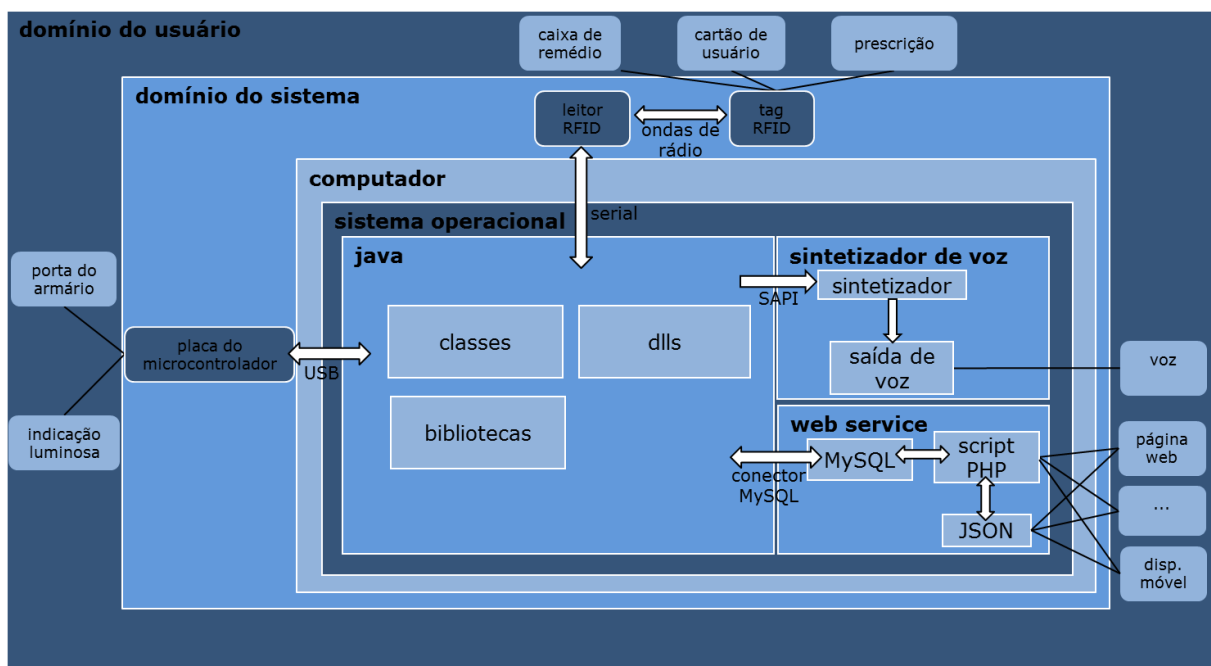 domínio do usuário
caixa de
remédio
cartão de
usuário
prescrição
domínio do sistema
leitor
RFID
ondas de
rádio
tag
RFID
computador
serial
sistema operacional
java
sintetizador de voz
porta do
armário
SAPI
sintetizador
placa do
microcontrolador
USB
classes
dlls
saída de
voz
voz
indicação
luminosa
bibliotecas
web service
conector
MySQL
MySQL
script
PHP
JSON
página
web
...
disp.
móvel